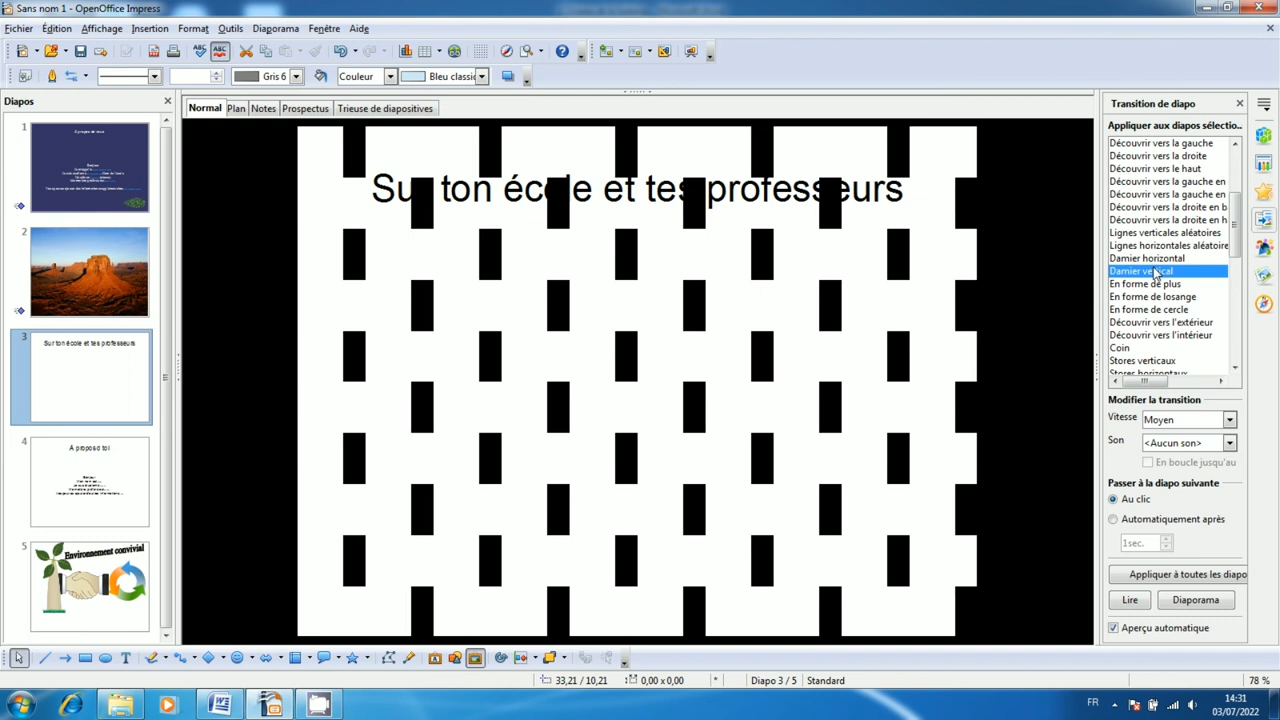 Sans nom 1 - OpenOffice Impress
Fichier Édition Affichage Insertion Format Outils Diaporama Fenêtre Aide
Gris 6 Couleur Bleu classic
Diapos
Normal Plan Notes Prospectus Trieuse de diapositives
1
2
3
Sur ton école et tes professeurs
4
A propos d toi
5
Environnement convivial
Sur ton école et tes professeurs
Transition de diapo
Appliquer aux diapos sélectio...
Découvrir vers la gauche
Découvrir vers la droite
Découvrir vers le haut
Découvrir vers la gauche en
Découvrir vers la gauche en
Découvrir vers la droite en b
Découvrir vers la droite en h
Lignes verticales aléatoires
Lignes horizontales aléatoire
Damier horizontal
Damier vertical
En forme de plus
En forme de losange
En forme de cercle
Découvrir vers l'extérieur
Découvrir vers l'intérieur
Coin
Stores verticaux
Stores horizontaux
Modifier la transition
Vitesse Moyen
Son <Aucun son>
En boucle jusqu'au
Passer à la diapo suivante
Au clic
Automatiquement après
1sec.
Appliquer à toutes les diapo
Lire Diaporama
Aperçu automatique
33,21 / 10,21 0,00 x 0,00 * Diapo 3 / 5 Standard 78 %
FR 14:31
03/07/2022